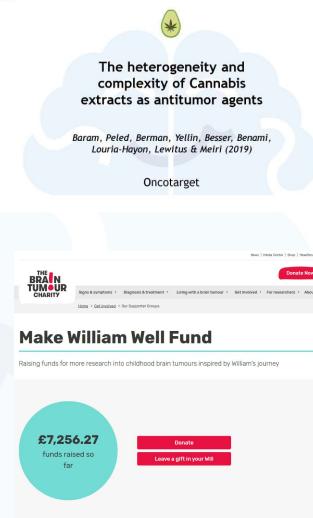 The heterogeneity and
complexity of Cannabis
extracts as antitumor agents
Baram, Peled, Berman, Yellin, Besser, Benami,
Louria-Hayon, Lewitus & Meiri (2019)
Oncotarget
News | Media Centre | Shop |
Donate Now
THE
BRAIN
TUMOUR
CHARITY
Signs & symptoms
Diagnosis & treatment
Living with a brain tumour
Get involved
For researchers
Home > Get involved > Our Supporter Groups
Make William Well Fund
Raising funds for more research into childhood brain tumours inspired by William's journey
£7,256.27
funds raised so
far
Donate
Leave a gift in your Will